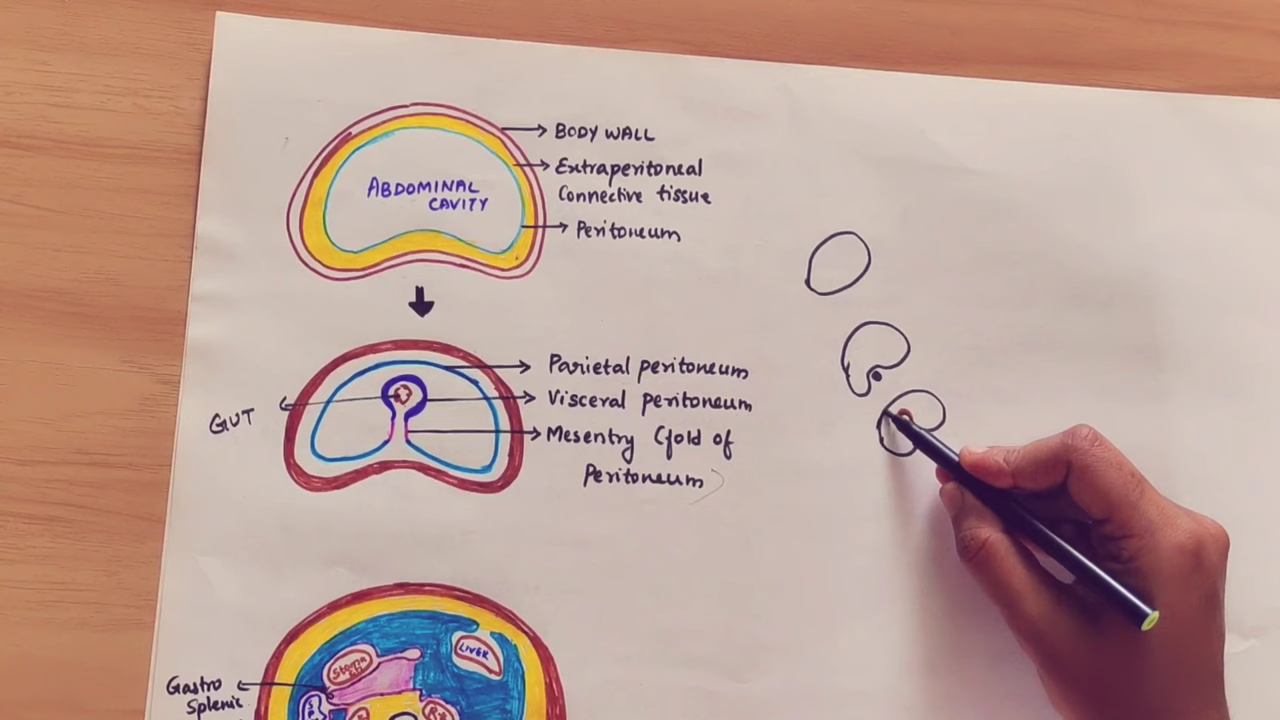 BODY WALL
Extraperitoneal
Connective tissue
ABDOMINAL
CAVITY
Peritoneum
Parietal peritoneum
Visceral peritoneum
GUT
Mesentry (fold of
Peritoneum)
LIVER
Gastro
Splenic